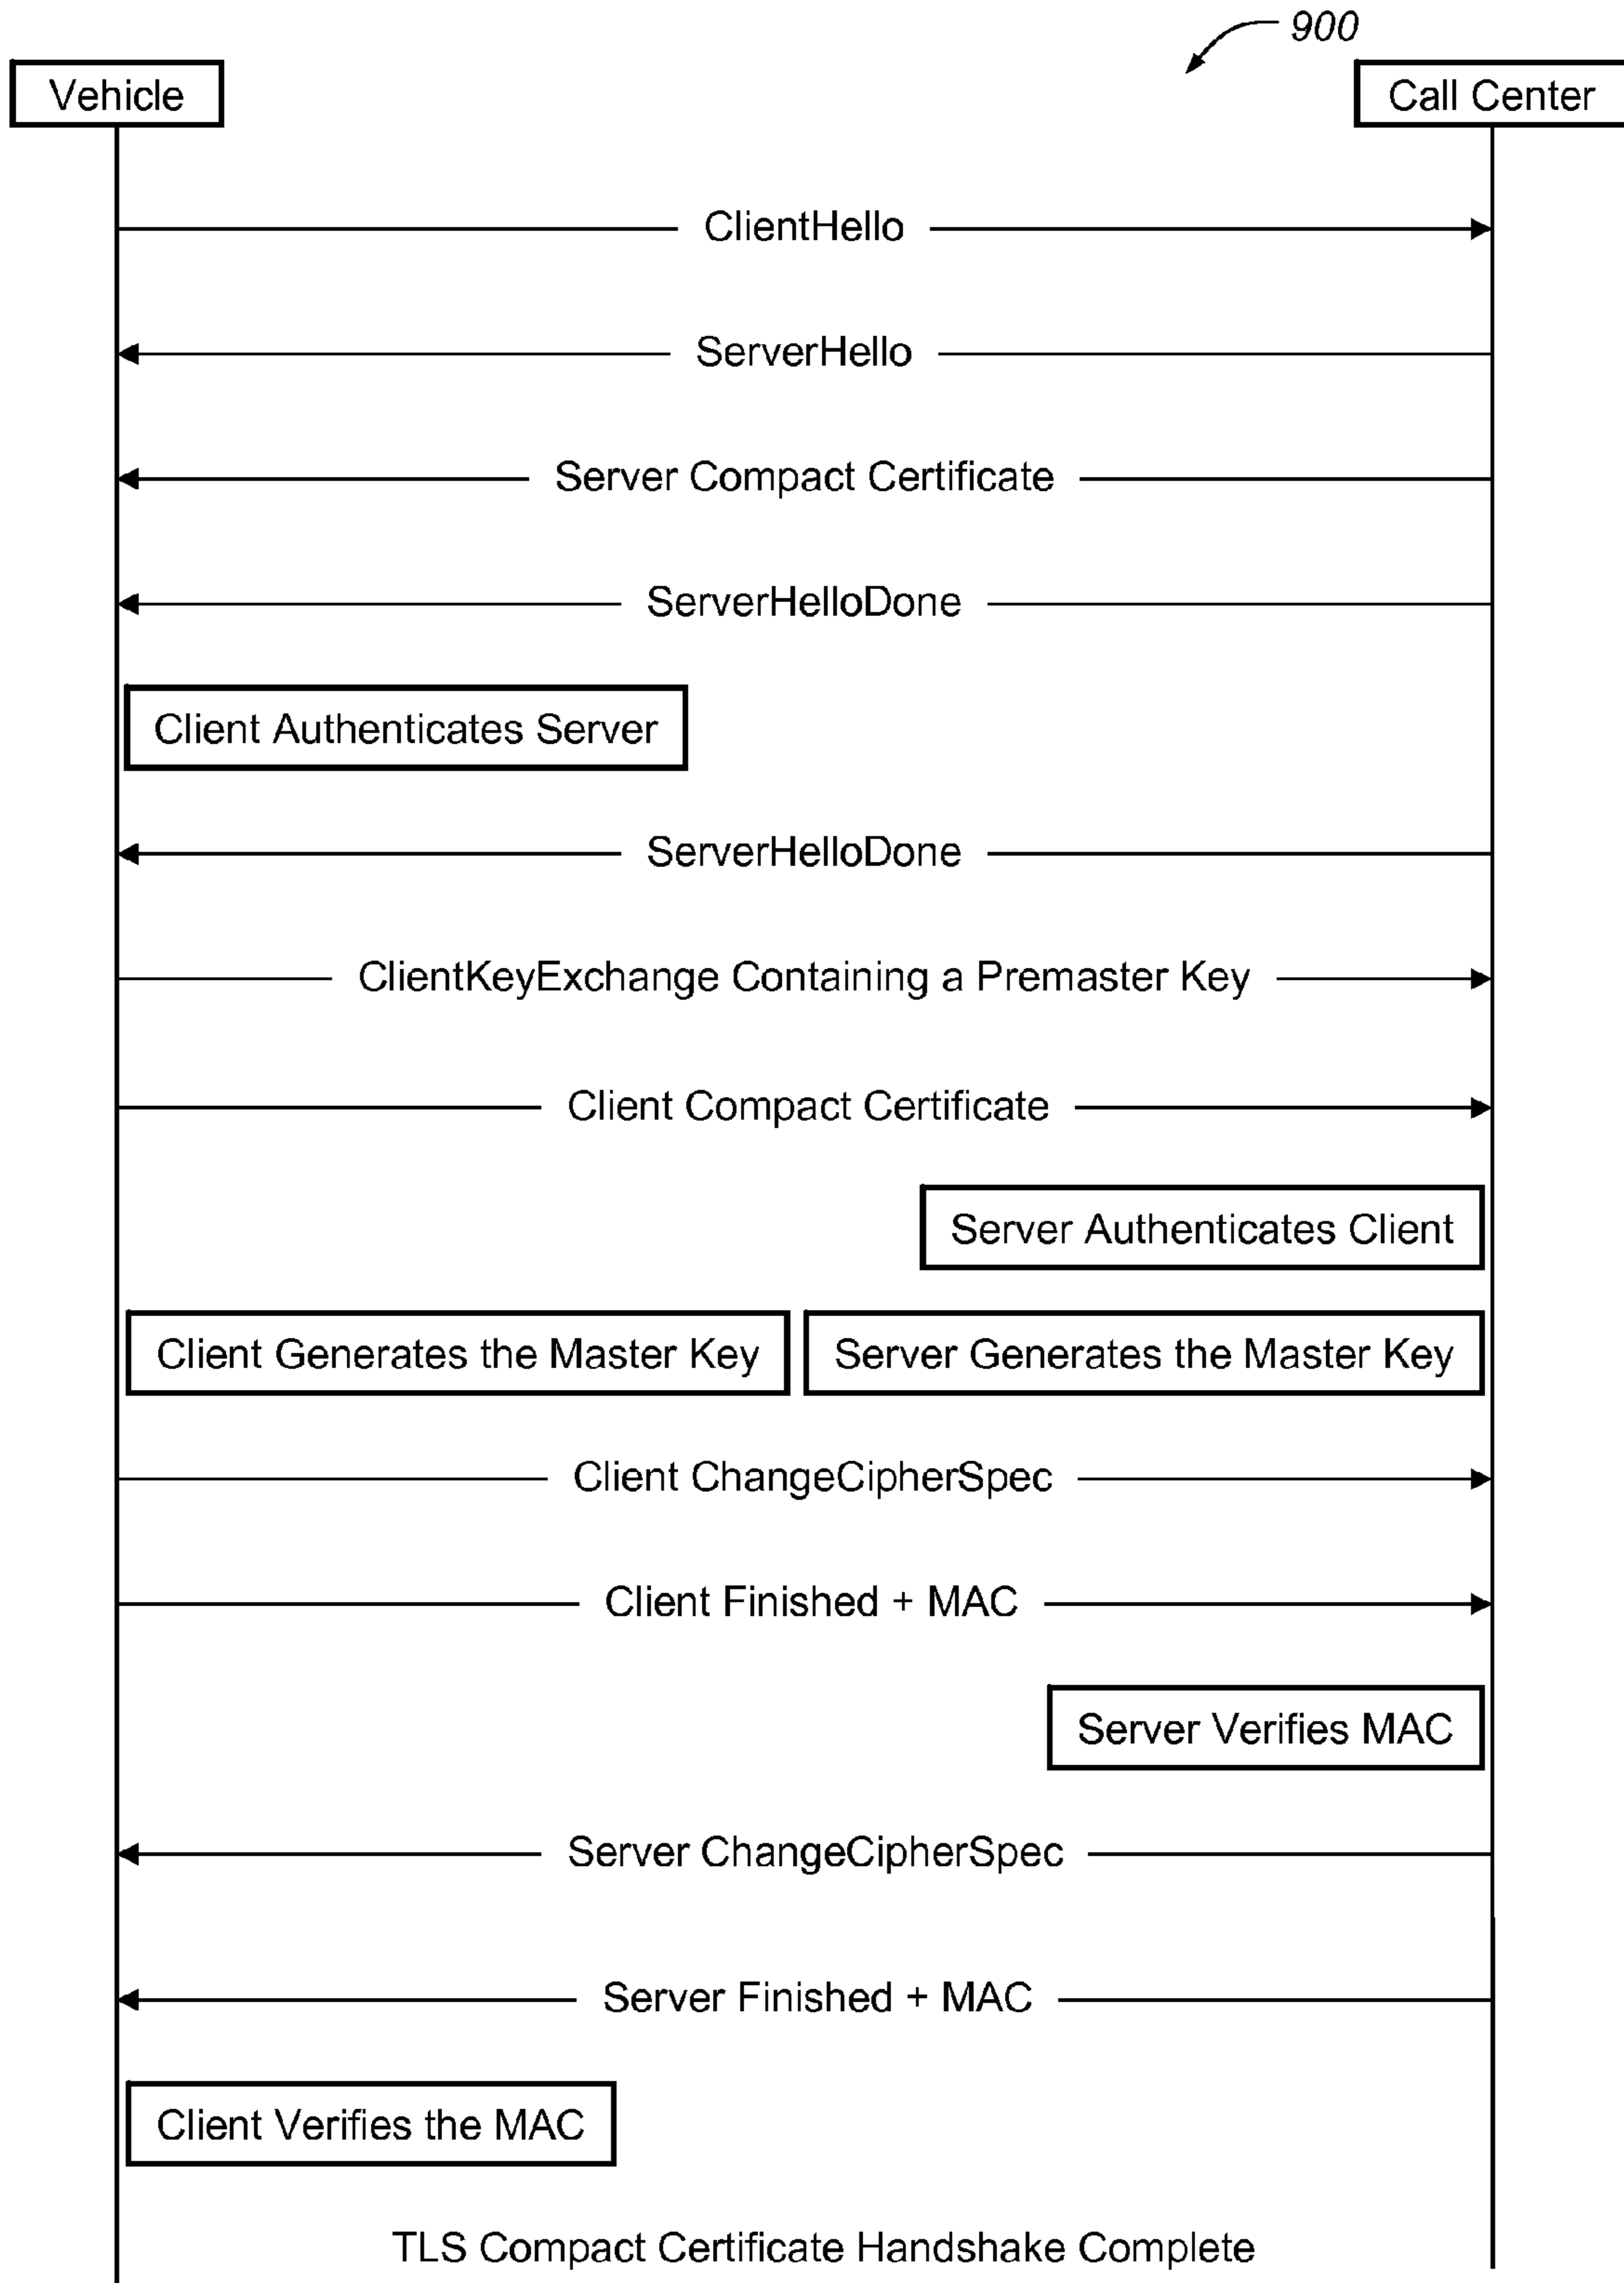 900
Vehicle
Call Center
ClientHello
ServerHello
Server Compact Certificate
ServerHelloDone
Client Authenticates Server
ServerHelloDone
ClientKeyExchange Containing a Premaster Key
Client Compact Certificate
Server Authenticates Client
Client Generates the Master Key
Server Generates the Master Key
Client ChangeCipherSpec
Client Finished + MAC
Server Verifies MAC
Server ChangeCipherSpec
Server Finished + MAC
Client Verifies the MAC
TLS Compact Certificate Handshake Complete